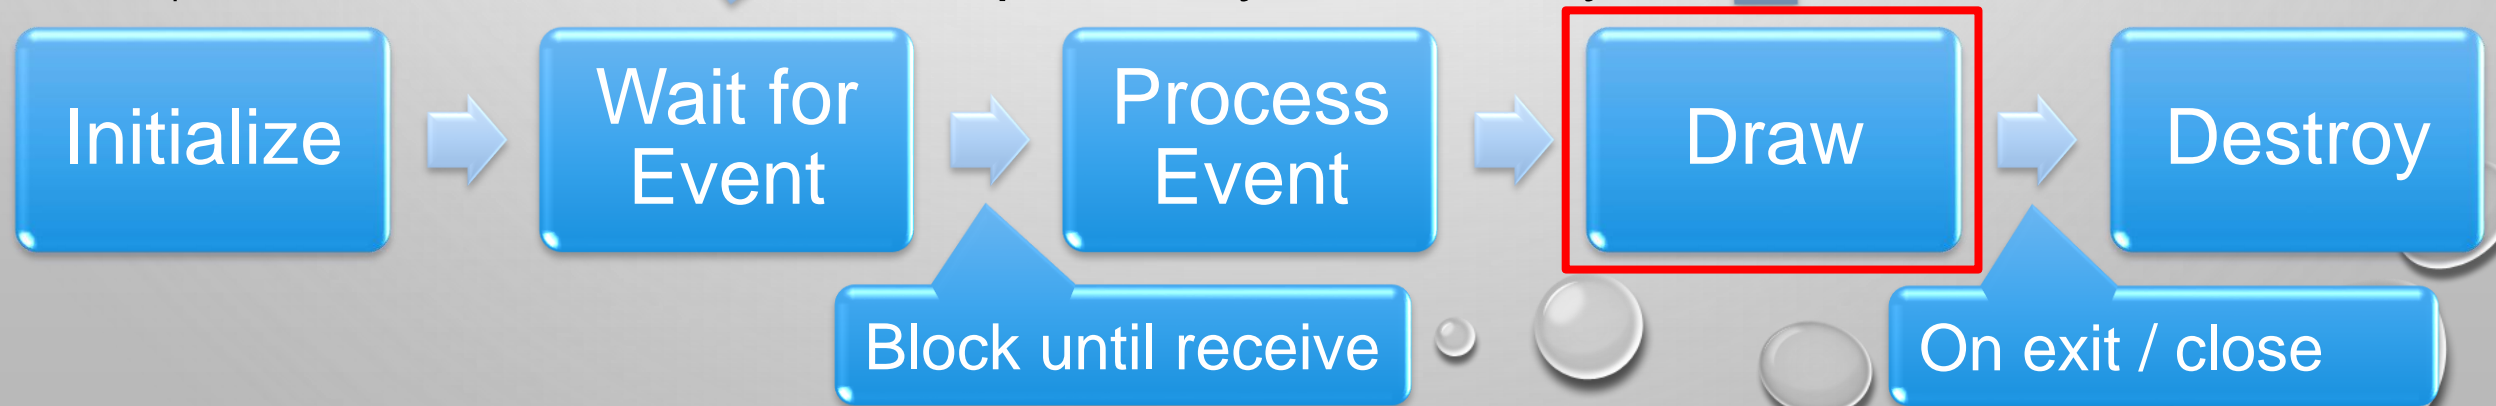 Initialize
Wait for
Event
Process
Event
Draw
Destroy
Block until receive
On exit / close